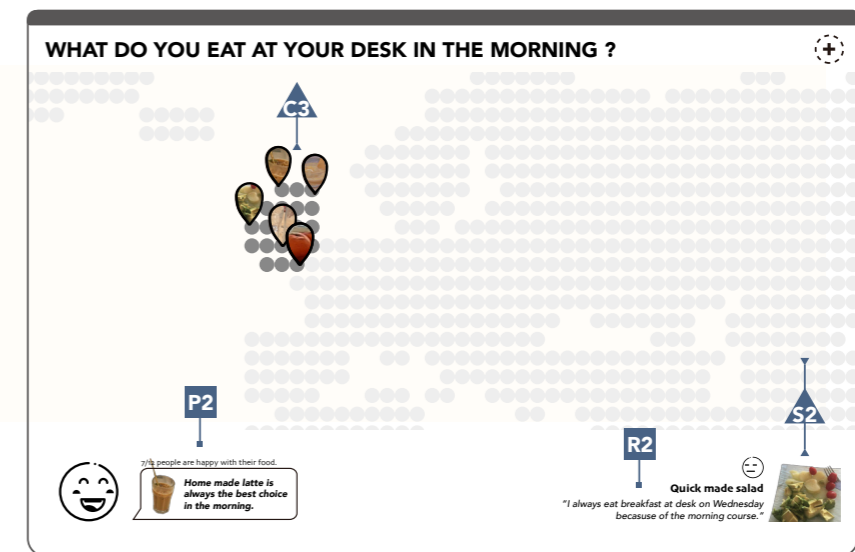 WHAT DO YOU EAT AT YOUR DESK IN THE MORNING ?
+
C3
P2
S2
R2
7/12 people are happy with their food.
Home made latte is
always the best choice
in the morning.
Quick made salad
“I always eat breakfast at desk on Wednesday
becasuse of the morning course.”